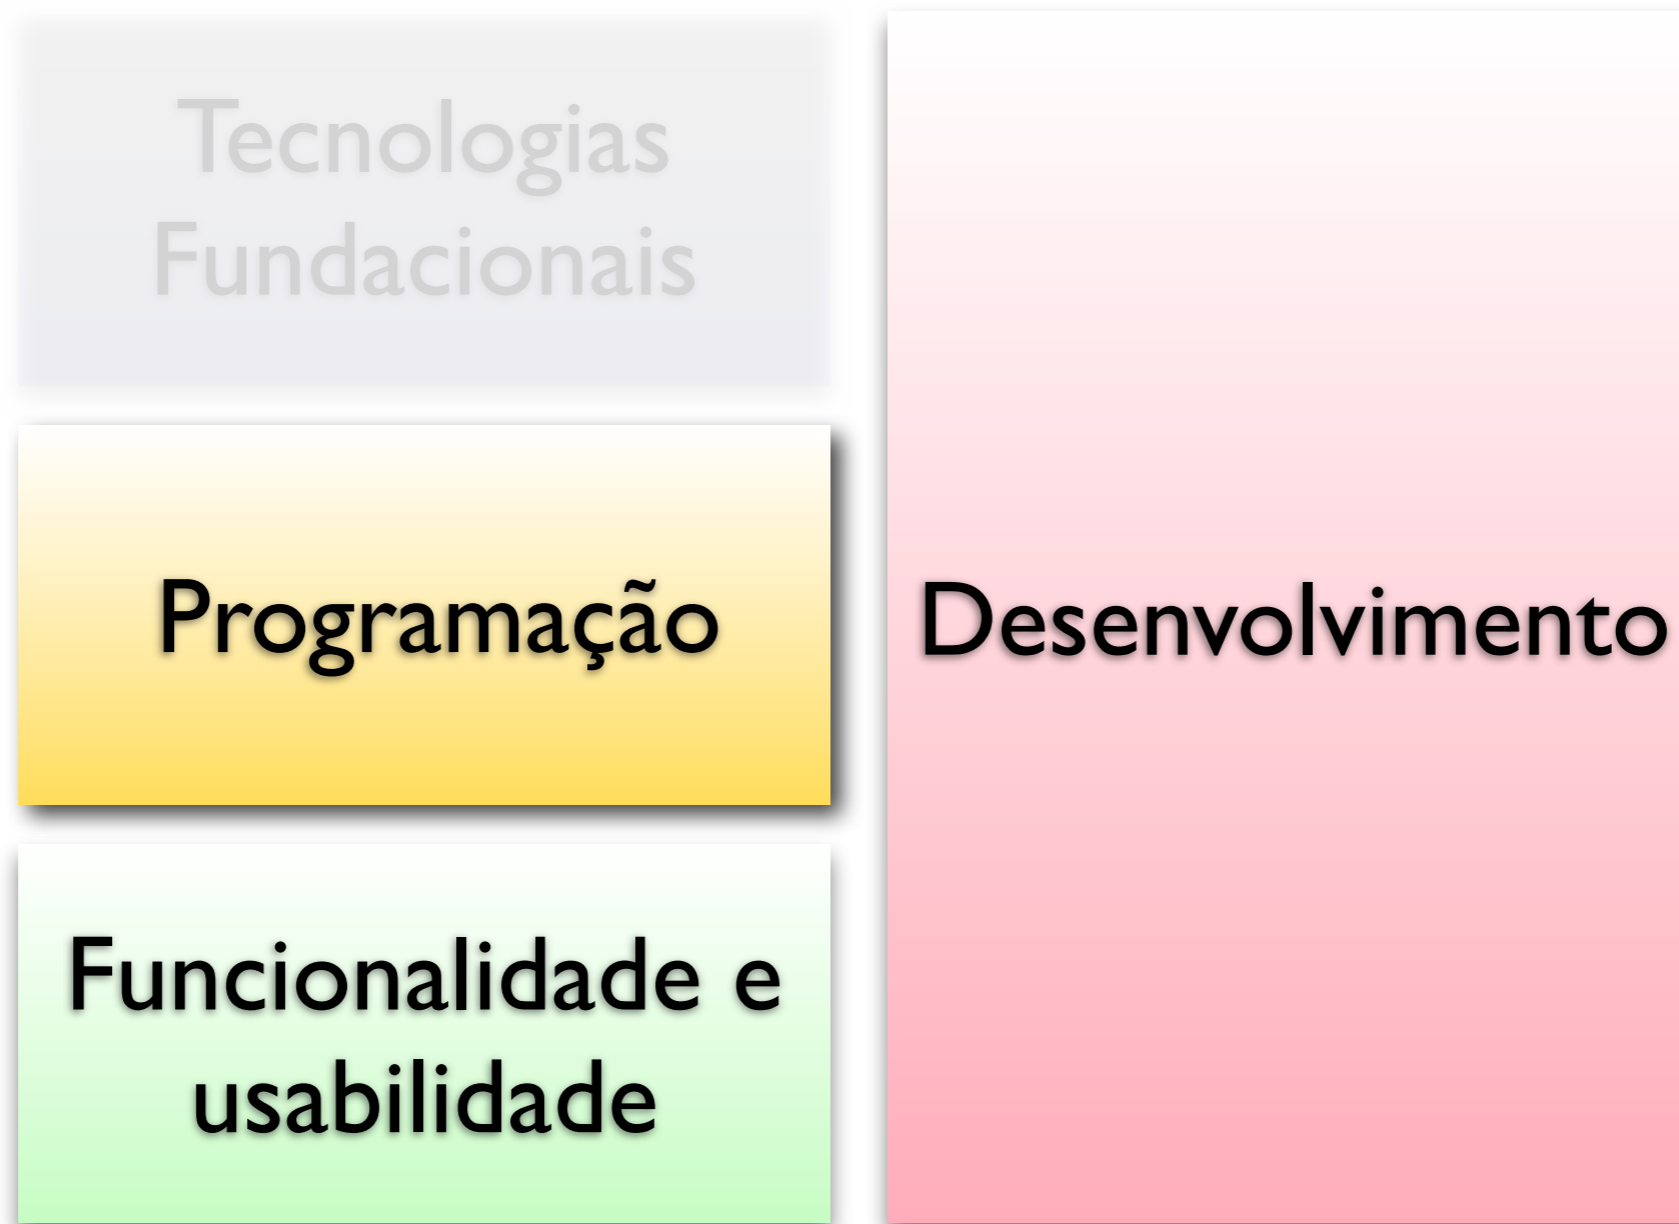 Tecnologias
Fundacionais
Programação
Funcionalidade e
usabilidade
Desenvolvimento